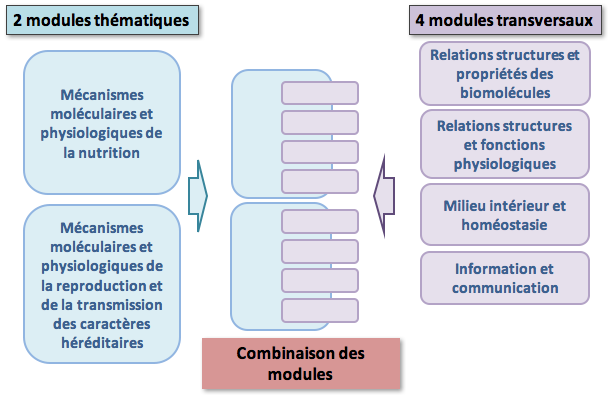 2 modules thématiques
Mécanismes
moléculaires et
physiologiques de
la nutrition
Mécanismes
moléculaires et
physiologiques de
la reproduction et
de la transmission
des caractères
héréditaires
Combinaison des
modules
4 modules transversaux
Relations structures et
propriétés des
biomolécules
Relations structures
et fonctions
physiologiques
Milieu intérieur et
homéostasie
Information et
communication